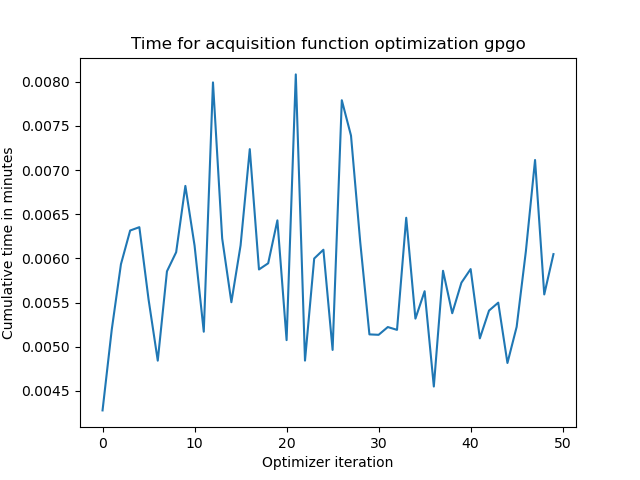 Time for acquisition function optimization gpgo
Cumulative time in minutes
0.0080
0.0075
0.0070
0.0065
0.0060
0.0055
0.0050
0.0045
0 10 20 30 40 50
Optimizer iteration